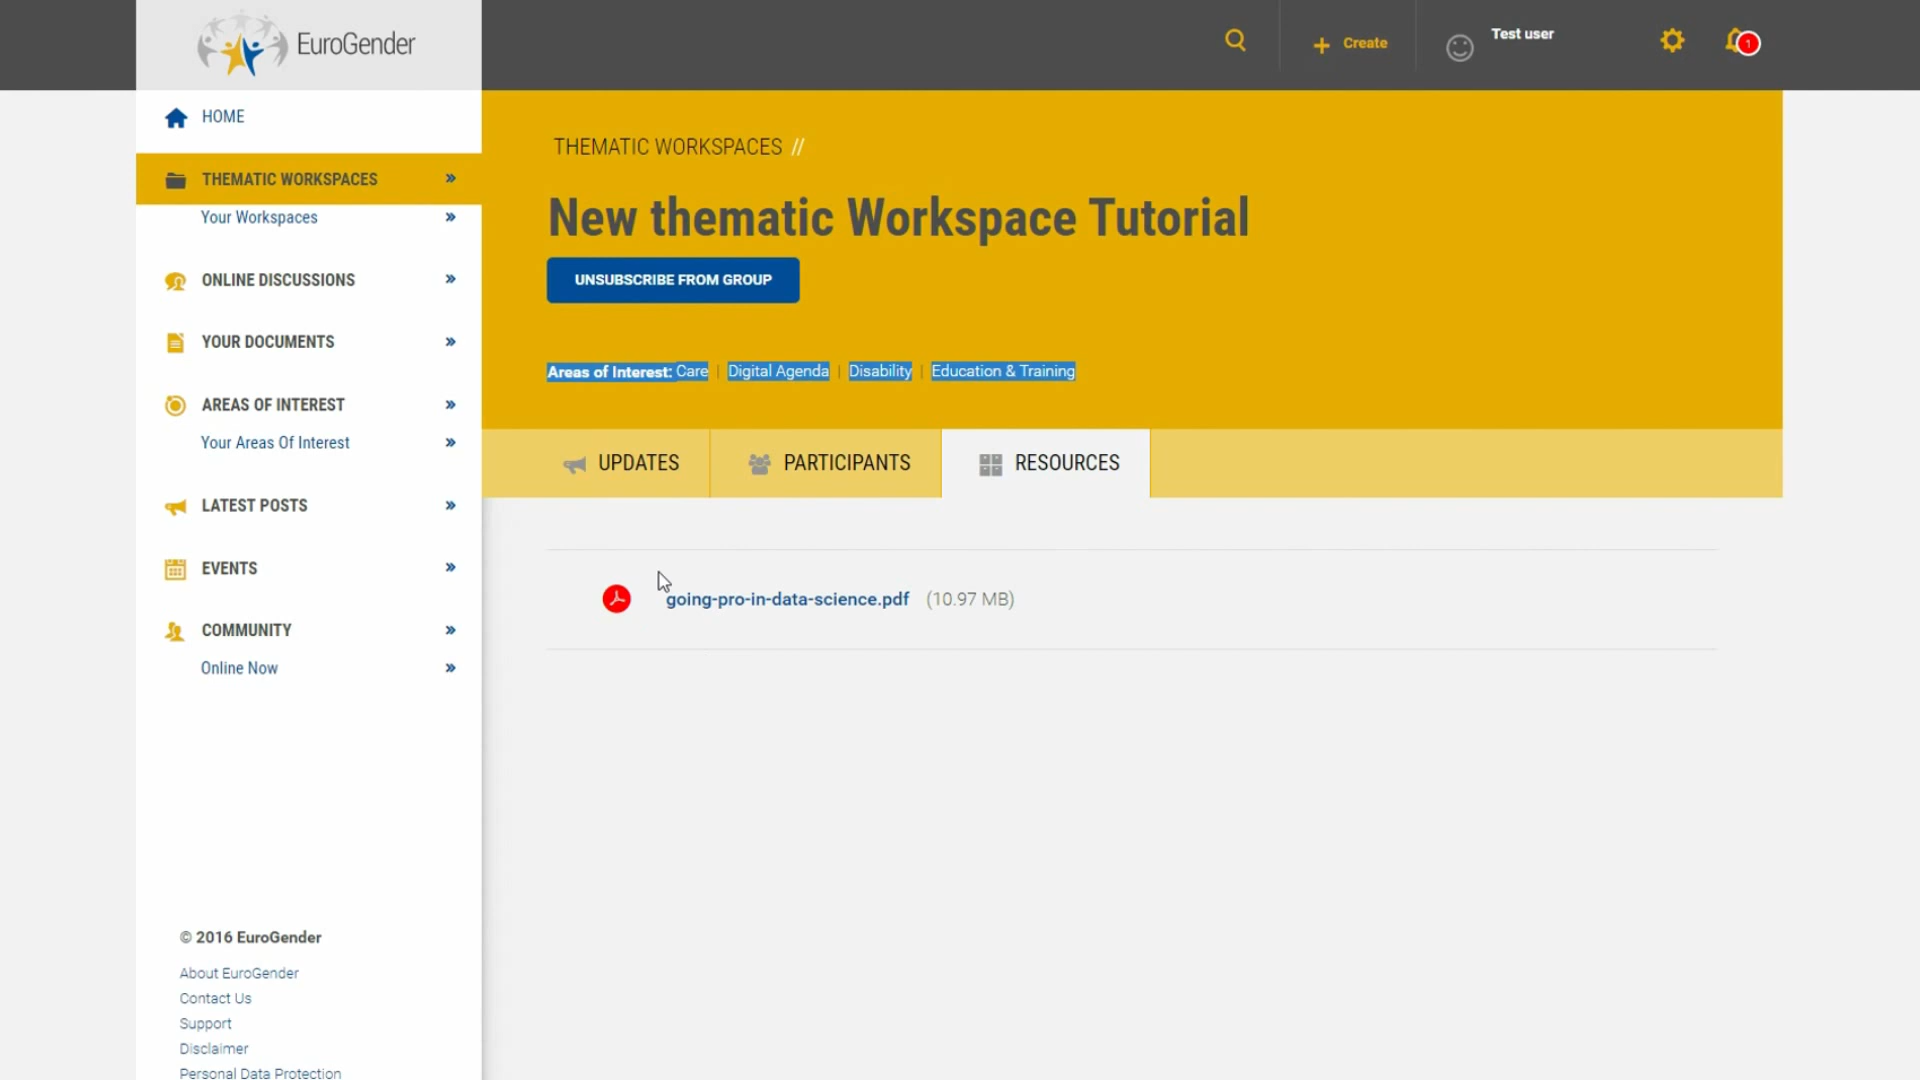 EuroGender
Create
Test user
1
HOME
THEMATIC WORKSPACES
Your Workspaces
ONLINE DISCUSSIONS
YOUR DOCUMENTS
AREAS OF INTEREST
Your Areas Of Interest
LATEST POSTS
EVENTS
COMMUNITY
Online Now
© 2016 EuroGender
About EuroGender
Contact Us
Support
Disclaimer
Personal Data Protection
THEMATIC WORKSPACES //
New thematic Workspace Tutorial
UNSUBSCRIBE FROM GROUP
Areas of Interest: Care | Digital Agenda | Disability | Education & Training
UPDATES PARTICIPANTS RESOURCES
going-pro-in-data-science.pdf (10.97 MB)